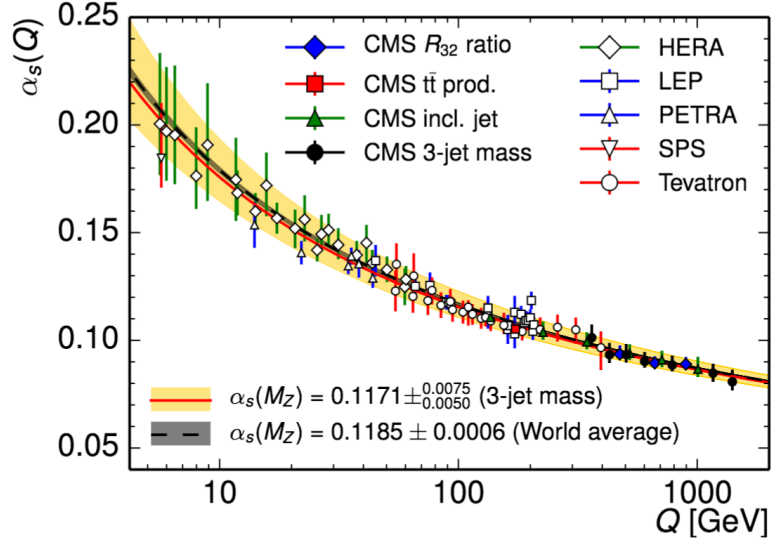 0.25
0.20
0.15
0.10
0.05
αs(Q)
CMS R32 ratio
CMS tt̄ prod.
CMS incl. jet
CMS 3-jet mass
HERA
LEP
PETRA
SPS
Tevatron
αs(MZ) = 0.1171±0.0075 0.0050 (3-jet mass)
αs(MZ) = 0.1185 ± 0.0006 (World average)
10
100
1000
Q [GeV]